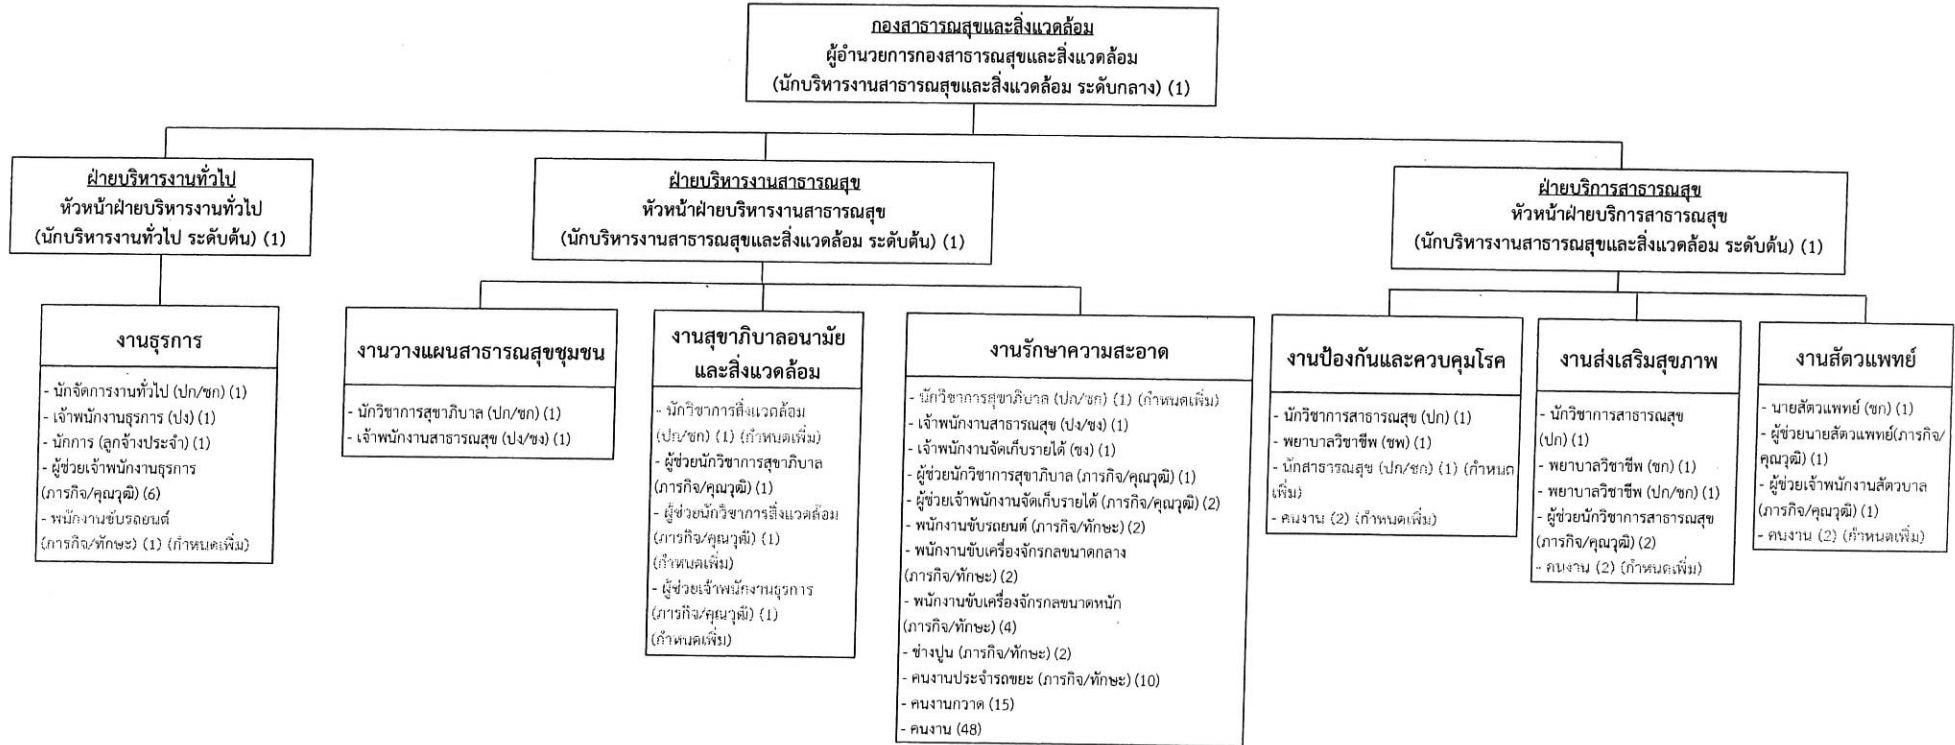 กองสาธารณสุขและสิ่งแวดล้อม
ผู้อำนวยการกองสาธารณสุขและสิ่งแวดล้อม
(นักบริหารงานสาธารณสุขและสิ่งแวดล้อม ระดับกลาง) (1)
ฝ่ายบริหารงานทั่วไป
หัวหน้าฝ่ายบริหารงานทั่วไป
(นักบริหารงานทั่วไป ระดับต้น) (1)
ฝ่ายบริหารงานสาธารณสุข
หัวหน้าฝ่ายบริหารงานสาธารณสุข
(นักบริหารงานสาธารณสุขและสิ่งแวดล้อม ระดับต้น) (1)
ฝ่ายบริการสาธารณสุข
หัวหน้าฝ่ายบริการสาธารณสุข
(นักบริหารงานสาธารณสุขและสิ่งแวดล้อม ระดับต้น) (1)
งานธุรการ
- นักจัดการงานทั่วไป (ปก/ชก) (1)
- เจ้าพนักงานธุรการ (ปง) (1)
- นักการ (ลูกจ้างประจำ) (1)
- ผู้ช่วยเจ้าพนักงานธุรการ
(ภารกิจ/คุณวุฒิ) (6)
- พนักงานขับรถยนต์
(ภารกิจ/ทักษะ) (1) (กำหนดเพิ่ม)
งานวางแผนสาธารณสุขชุมชน
- นักวิชาการสุขาภิบาล (ปก/ชก) (1)
- เจ้าพนักงานสาธารณสุข (ปง/ชง) (1)
งานสุขาภิบาลอนามัย
และสิ่งแวดล้อม
- นักวิชาการสิ่งแวดล้อม
(ปก/ชก) (1) (กำหนดเพิ่ม)
- ผู้ช่วยนักวิชาการสุขาภิบาล
(ภารกิจ/คุณวุฒิ) (1)
- ผู้ช่วยนักวิชาการสิ่งแวดล้อม
(ภารกิจ/คุณวุฒิ) (1)
(กำหนดเพิ่ม)
- ผู้ช่วยเจ้าพนักงานธุรการ
(ภารกิจ/คุณวุฒิ) (1)
(กำหนดเพิ่ม)
งานรักษาความสะอาด
- นักวิชาการสุขาภิบาล (ปก/ชก) (1) (กำหนดเพิ่ม)
- เจ้าพนักงานสาธารณสุข (ปง/ชง) (1)
- เจ้าพนักงานจัดเก็บรายได้ (ชง) (1)
- ผู้ช่วยนักวิชาการสุขาภิบาล (ภารกิจ/คุณวุฒิ) (1)
- ผู้ช่วยเจ้าพนักงานจัดเก็บรายได้ (ภารกิจ/คุณวุฒิ) (2)
- พนักงานขับรถยนต์ (ภารกิจ/ทักษะ) (2)
- พนักงานขับเครื่องจักรกลขนาดกลาง
(ภารกิจ/ทักษะ) (2)
- พนักงานขับเครื่องจักรกลขนาดหนัก
(ภารกิจ/ทักษะ) (4)
- ช่างปูน (ภารกิจ/ทักษะ) (2)
- คนงานประจำรถขยะ (ภารกิจ/ทักษะ) (10)
- คนงานกวาด (15)
- คนงาน (48)
งานป้องกันและควบคุมโรค
- นักวิชาการสาธารณสุข (ปก) (1)
- พยาบาลวิชาชีพ (ชพ) (1)
- นักสาธารณสุข (ปก/ชก) (1) (กำหนด
เพิ่ม)
- คนงาน (2) (กำหนดเพิ่ม)
งานส่งเสริมสุขภาพ
- นักวิชาการสาธารณสุข
(ปก) (1)
- พยาบาลวิชาชีพ (ชก) (1)
- พยาบาลวิชาชีพ (ปก/ชก) (1)
- ผู้ช่วยนักวิชาการสาธารณสุข
(ภารกิจ/คุณวุฒิ) (2)
- คนงาน (2) (กำหนดเพิ่ม)
งานสัตวแพทย์
- นายสัตวแพทย์ (ชก) (1)
- ผู้ช่วยนายสัตวแพทย์(ภารกิจ/
คุณวุฒิ) (1)
- ผู้ช่วยเจ้าพนักงานสัตวบาล
(ภารกิจ/คุณวุฒิ) (1)
- คนงาน (2) (กำหนดเพิ่ม)